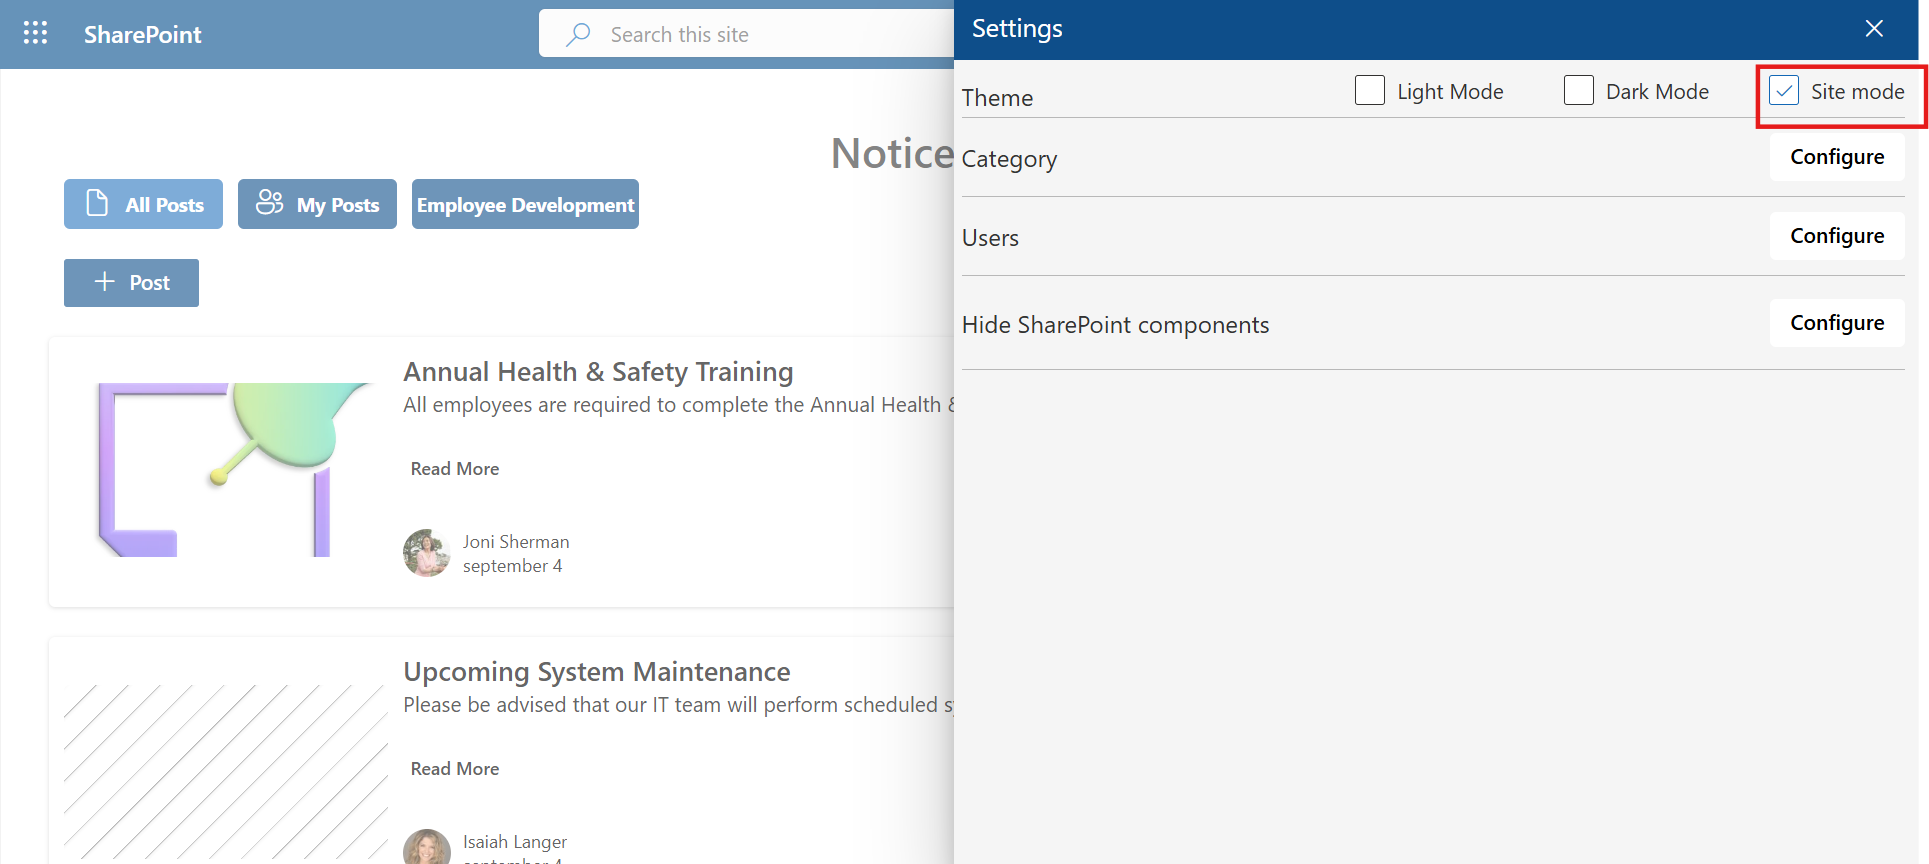 SharePoint
Search this site
Settings
Theme
Light Mode
Dark Mode
Site mode
Category
Configure
Users
Configure
Hide SharePoint components
Configure
Notice
All Posts
My Posts
Employee Development
Post
Annual Health & Safety Training
All employees are required to complete the Annual Health &
Read More
Joni Sherman
september 4
Upcoming System Maintenance
Please be advised that our IT team will perform scheduled
Read More
Isaiah Langer
september 4